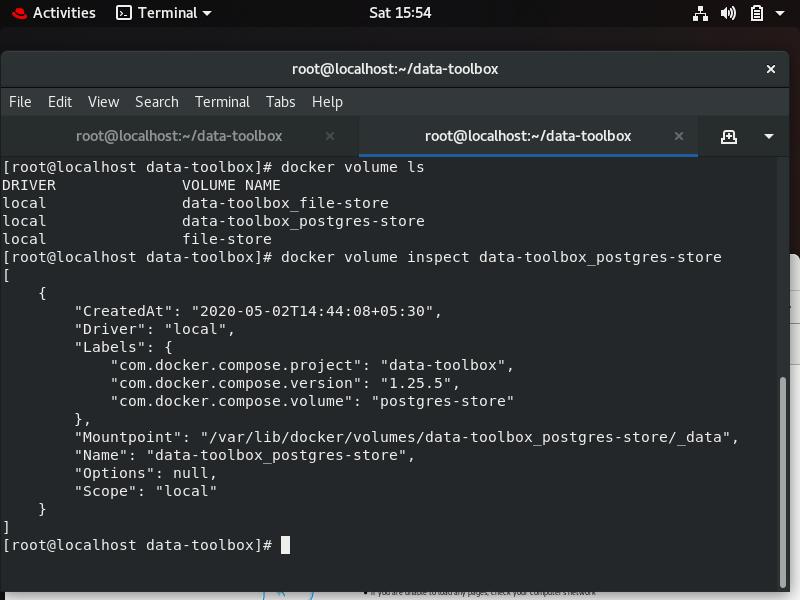 Activities Terminal Sat 15:54
root@localhost:~/data-toolbox
File Edit View Search Terminal Tabs Help
root@localhost:~/data-toolbox root@localhost:~/data-toolbox
[root@localhost data-toolbox]# docker volume ls
DRIVER VOLUME NAME
local data-toolbox_file-store
local data-toolbox_postgres-store
local file-store
[root@localhost data-toolbox]# docker volume inspect data-toolbox_postgres-store
[
{
"CreatedAt": "2020-05-02T14:44:08+05:30",
"Driver": "local",
"Labels": {
"com.docker.compose.project": "data-toolbox",
"com.docker.compose.version": "1.25.5",
"com.docker.compose.volume": "postgres-store"
},
"Mountpoint": "/var/lib/docker/volumes/data-toolbox_postgres-store/_data",
"Name": "data-toolbox_postgres-store",
"Options": null,
"Scope": "local"
}
]
[root@localhost data-toolbox]#
If you are unable to load any pages, check your computer's network